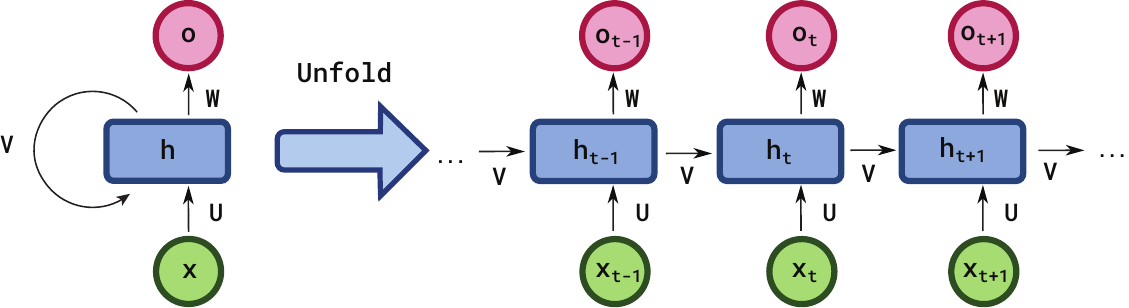 o
W
V
h
U
x
Unfold
...
V
o_{t-1}
W
h_{t-1}
U
x_{t-1}
V
o_t
W
h_t
U
x_t
V
o_{t+1}
W
h_{t+1}
U
x_{t+1}
V
...